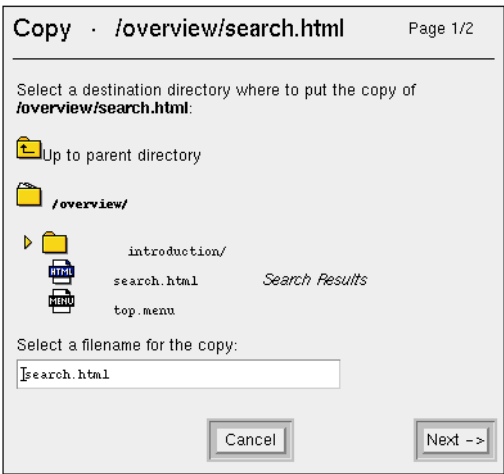 Copy · /overview/search.html Page 1/2
Select a destination directory where to put the copy of
/overview/search.html:
Up to parent directory
/overview/
introduction/
HTML search.html Search Results
MENU top.menu
Select a filename for the copy:
search.html
Cancel Next ->